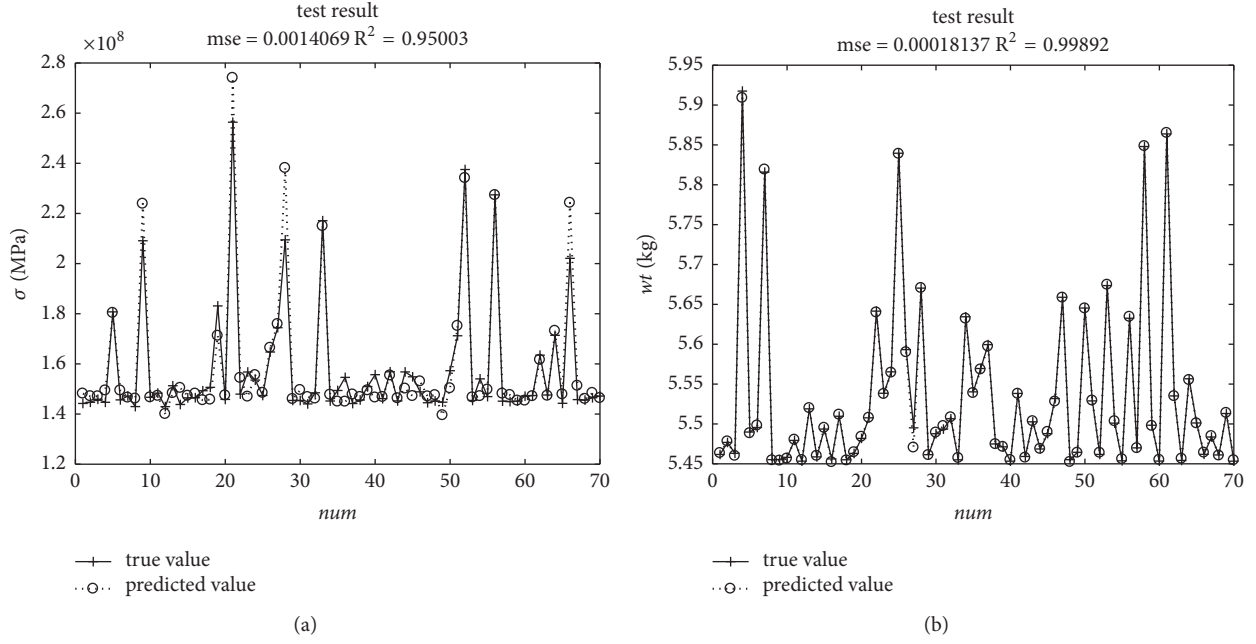 test result
mse = 0.0014069 R² = 0.95003
×10⁸
2.8
2.6
2.4
2.2
2
1.8
1.6
1.4
1.2
σ (MPa)
0 10 20 30 40 50 60 70
num
true value
predicted value
(a)
test result
mse = 0.00018137 R² = 0.99892
5.95
5.9
5.85
5.8
5.75
5.7
5.65
5.6
5.55
5.5
5.45
wt (kg)
0 10 20 30 40 50 60 70
num
true value
predicted value
(b)